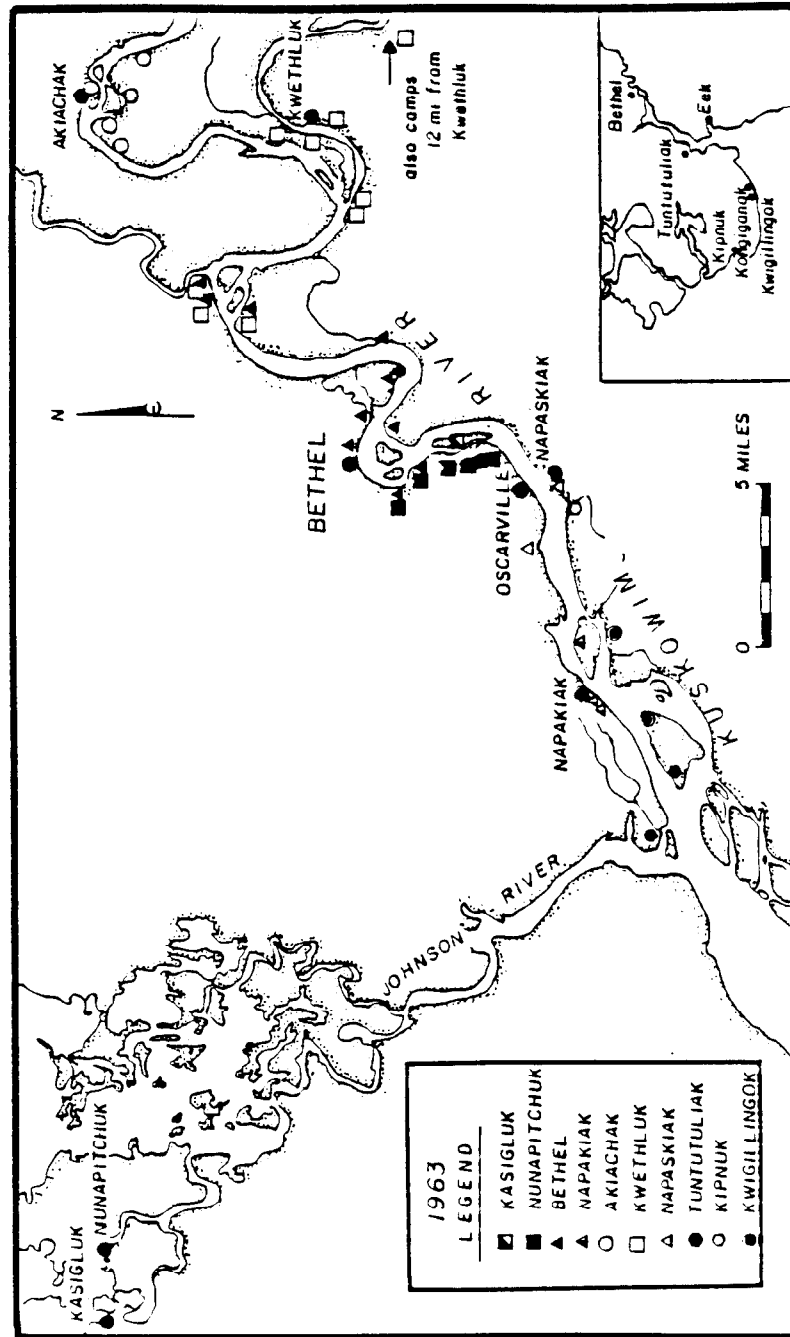 KASIGLUK
NUNAPITCHUK
JOHNSON RIVER
N
BETHEL
AKIACHAK
KWETHLUK
also camps
12 mi from
Kwethluk
KUSKOWIM-
RIVER
OSCARVILLE
NAPASKIAK
NAPAKIAK
0 5 MILES
1963
LEGEND
KASIGLUK
NUNAPITCHUK
BETHEL
NAPAKIAK
AKIACHAK
KWETHLUK
NAPASKIAK
TUNTUTULIAK
KIPNUK
KWIGILLINGOK
Bethel
Eek
Tuntutuliak
Kipnuk
Kongiganak
Kwigillingok